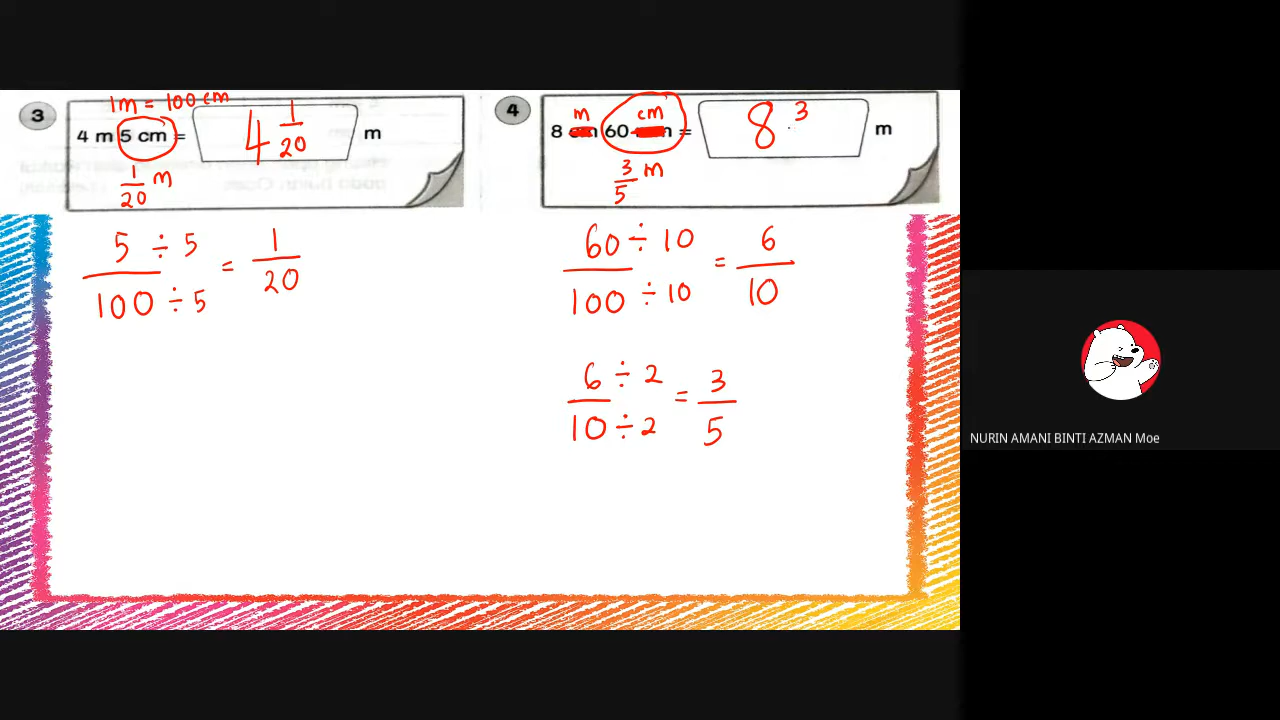 3
1m = 100 cm
4 m 5 cm = 4 1/20 m
1/20 m
5 ÷ 5 / 100 ÷ 5 = 1/20
4
m cm
8 60 = 8 3 m
3/5 m
60 ÷ 10 / 100 ÷ 10 = 6/10
6 ÷ 2 / 10 ÷ 2 = 3/5
NURIN AMANI BINTI AZMAN Moe